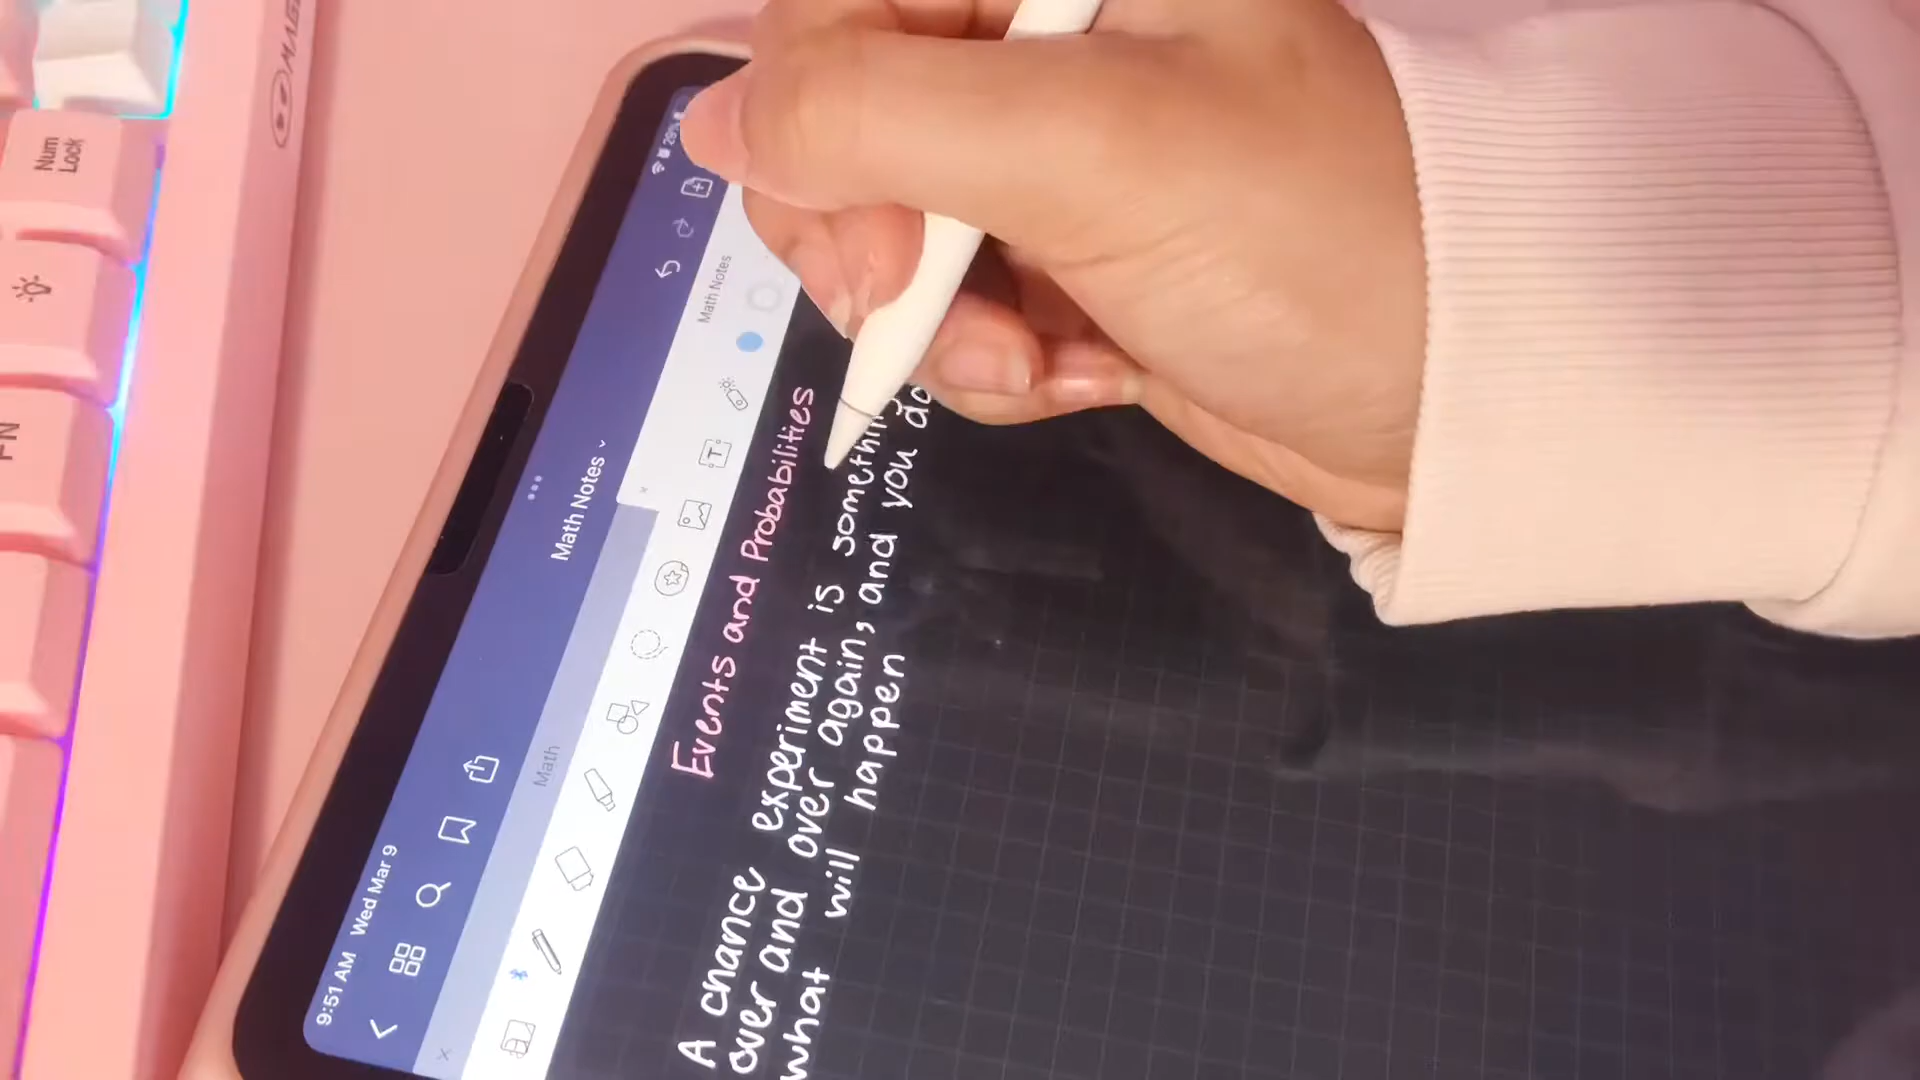 Num
Lock
FN
9:51 AM Wed Mar 9
Math Notes
Math
Math Notes
Events and Probabilities
A chance experiment is somethin
over and over again, and you do
what will happen